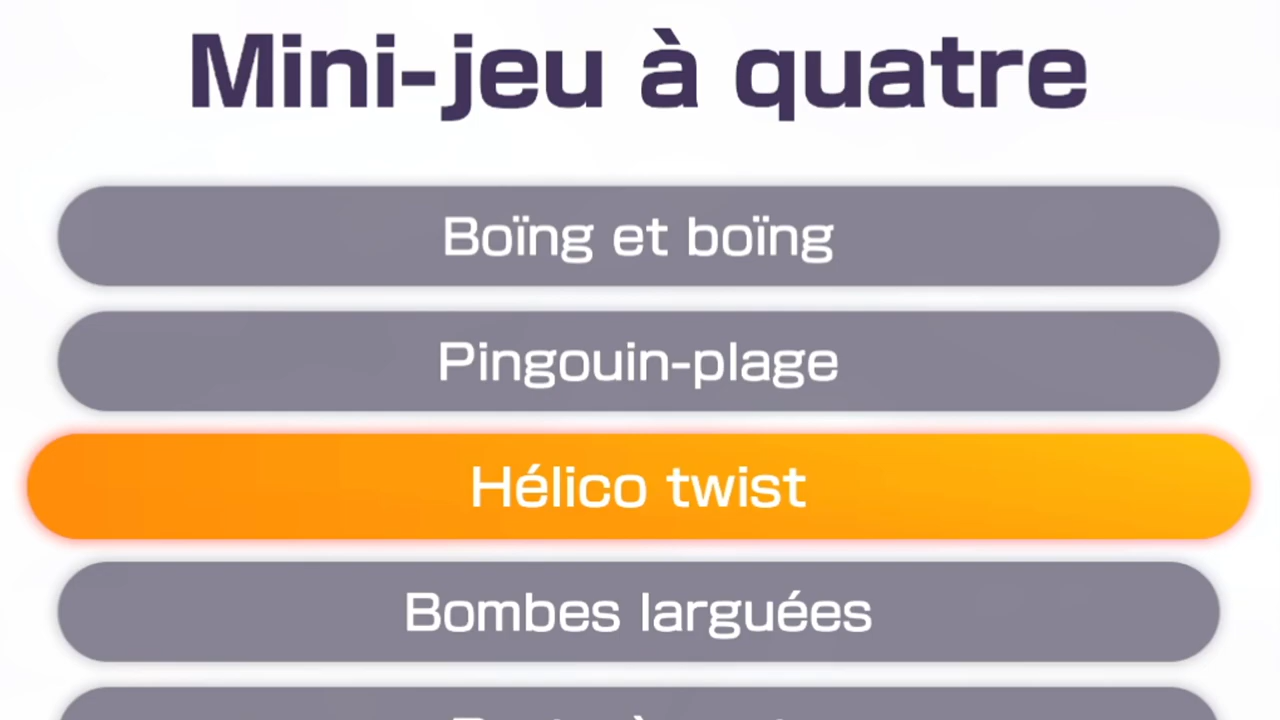 Mini-jeu à quatre
Boïng et boïng
Pingouin-plage
Hélico twist
Bombes larguées